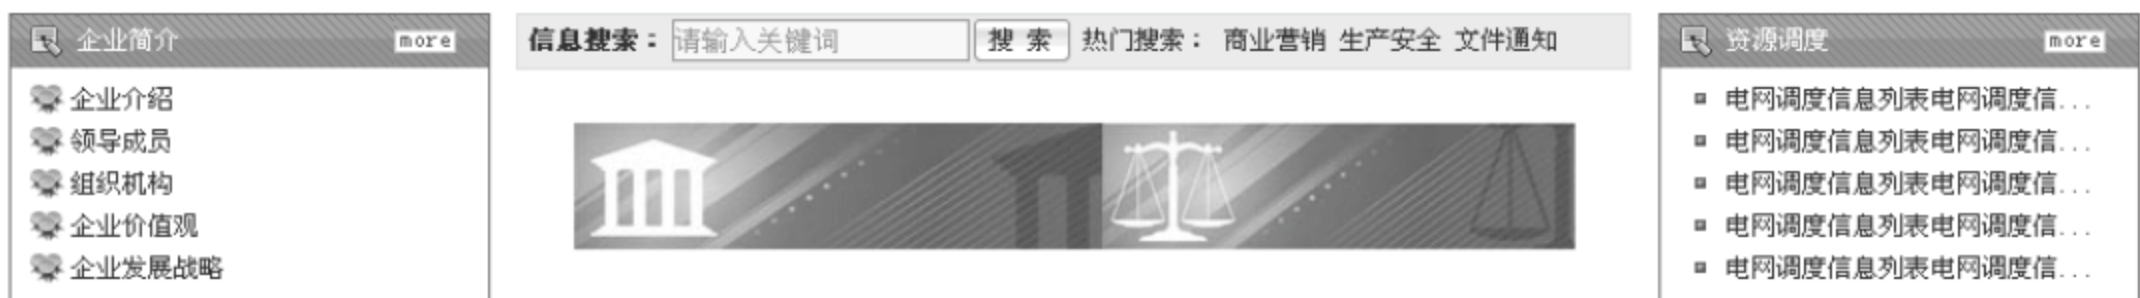 企业简介 more
企业介绍
领导成员
组织机构
企业价值观
企业发展战略
信息搜索： 请输入关键词 搜 索 热门搜索： 商业营销 生产安全 文件通知
资源调度 more
电网调度信息列表电网调度信...
电网调度信息列表电网调度信...
电网调度信息列表电网调度信...
电网调度信息列表电网调度信...
电网调度信息列表电网调度信...